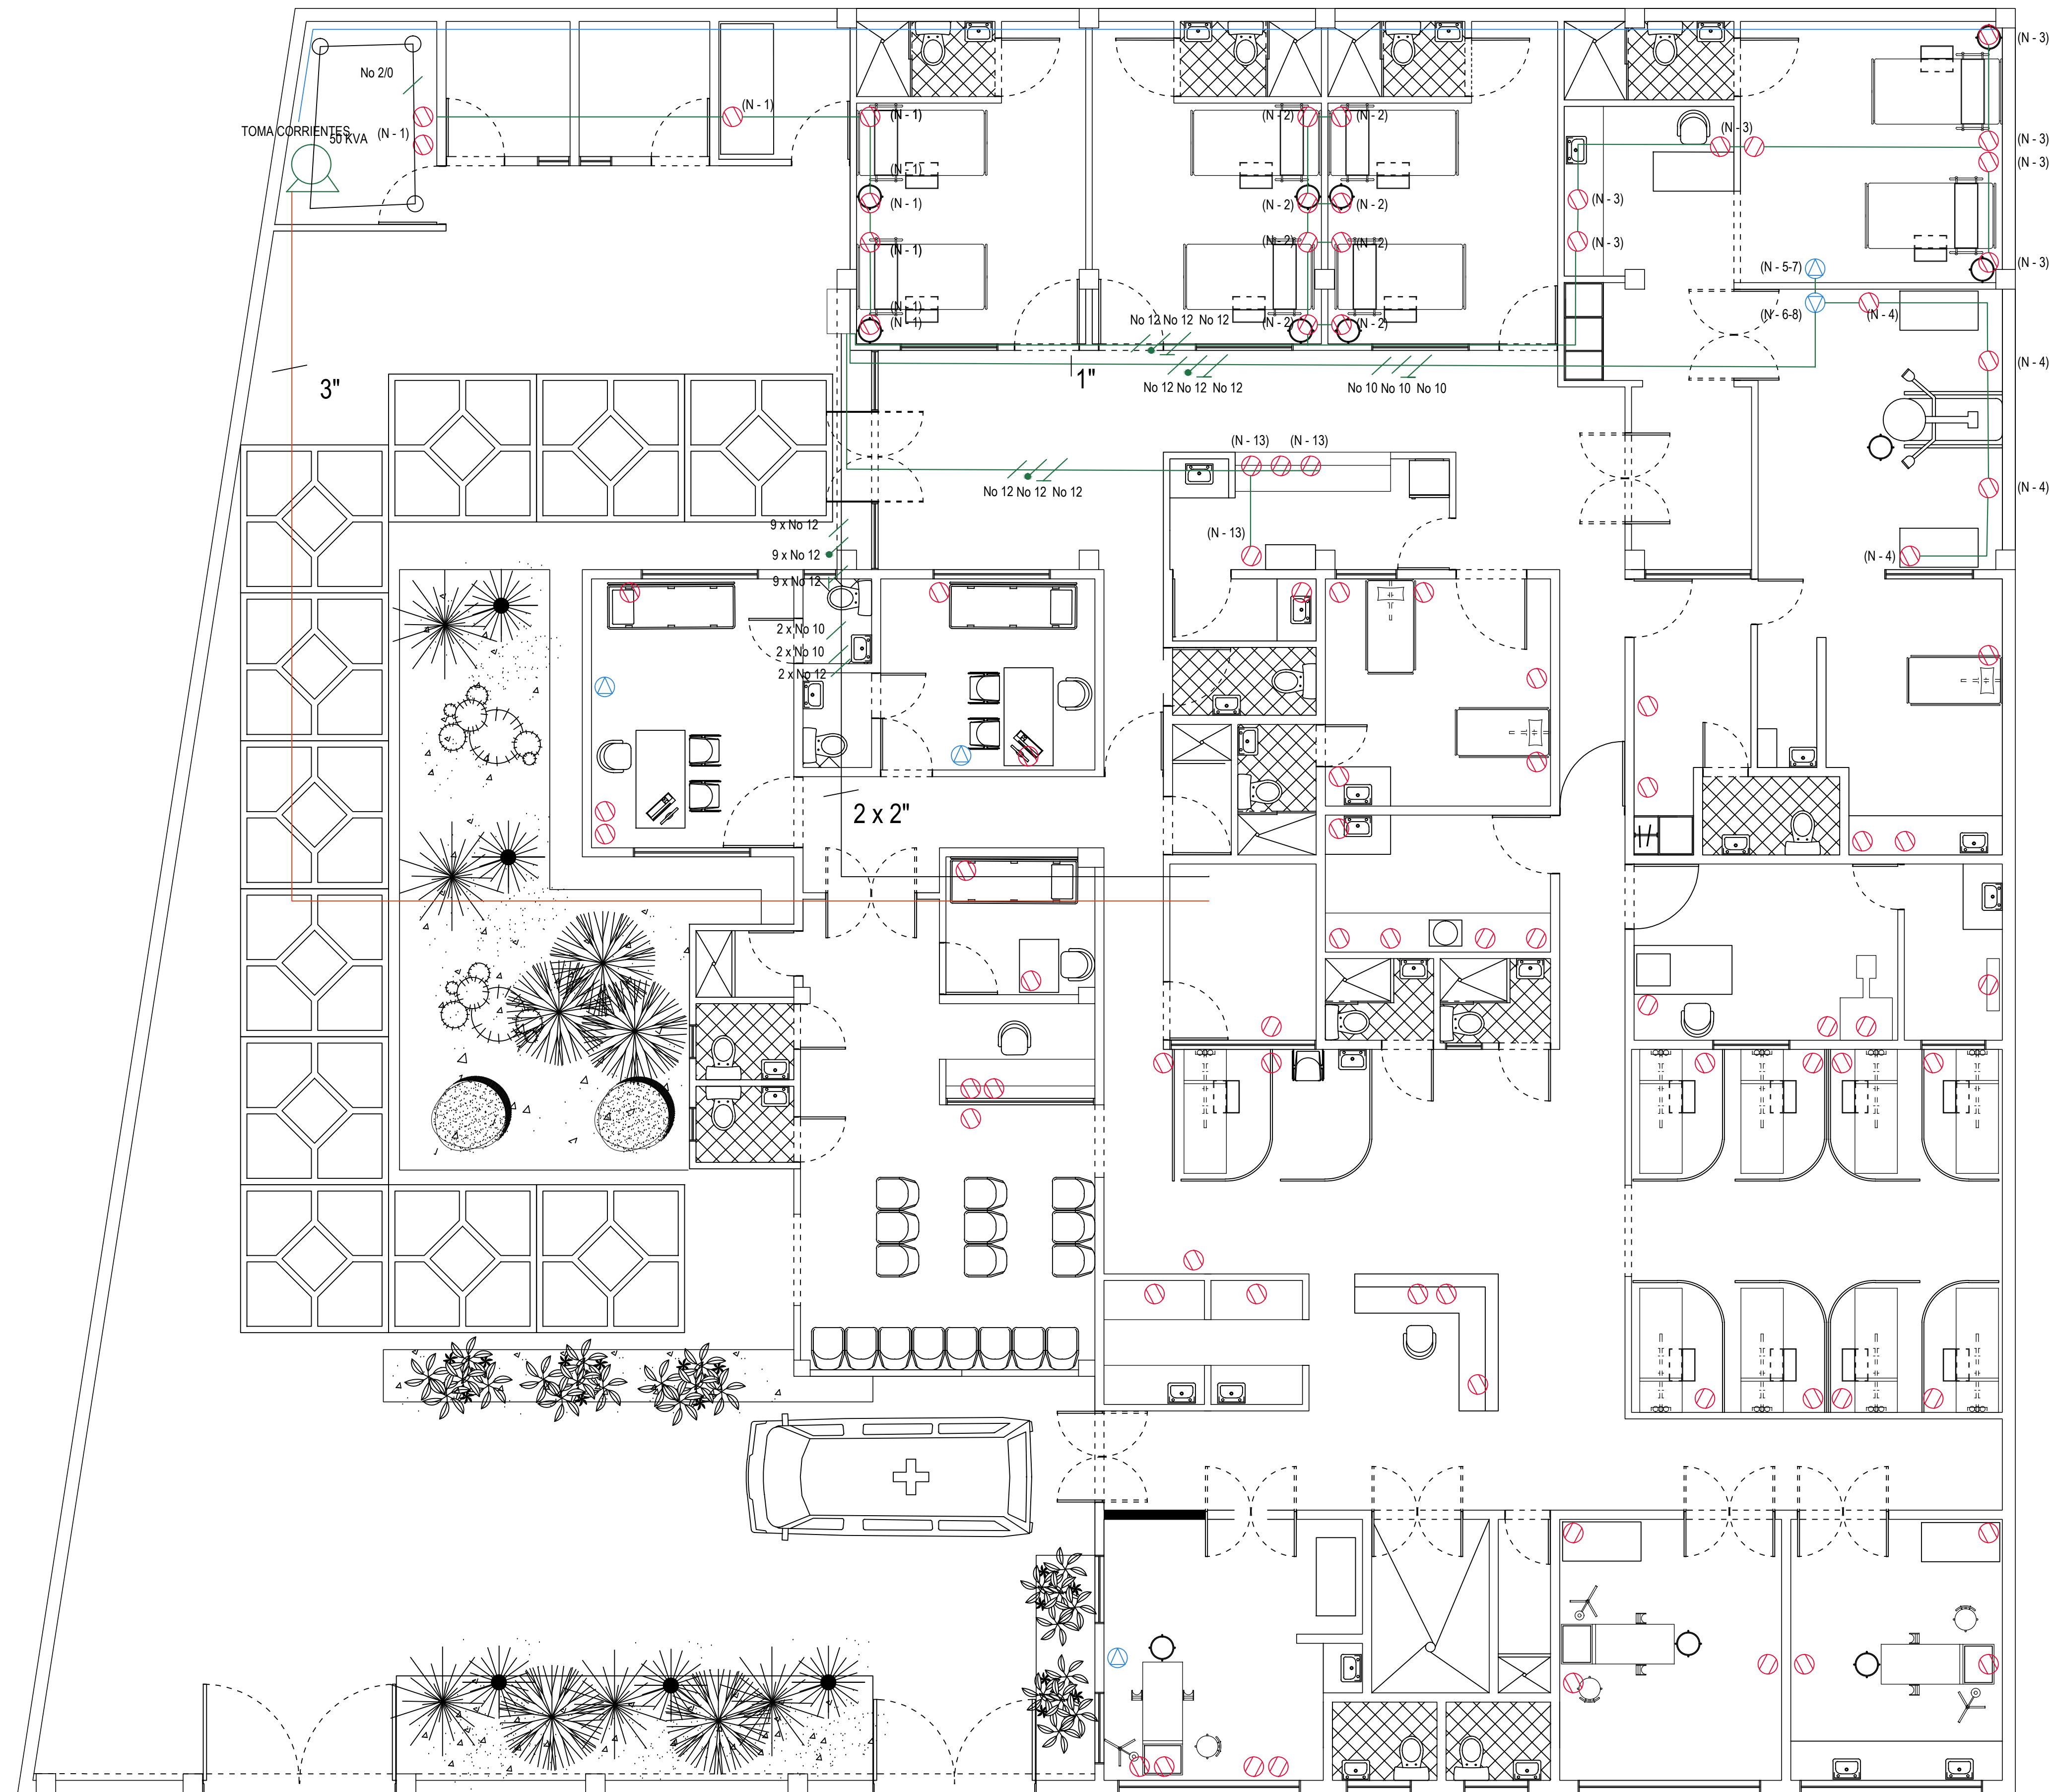 (N - 3)
No 2/0
TOMA CORRIENTES
50 KVA
(N - 1)
(N - 1)
(N - 1)
(N - 2)
(N - 2)
(N - 3)
(N - 3)
(N - 3)
(N - 1)
(N - 1)
(N - 2)
(N - 2)
(N - 3)
(N - 1)
(N - 2)
(N - 2)
(N - 3)
(N - 5-7)
(N - 3)
(N - 1)
(N - 1)
(N - 2)
(N - 2)
(N - 6-8)
(N - 4)
No 12 No 12 No 12
(N - 4)
3"
1"
No 12 No 12 No 12
No 10 No 10 No 10
(N - 13)
(N - 13)
No 12 No 12 No 12
(N - 4)
9 x No 12
(N - 13)
9 x No 12
(N - 4)
9 x No 12
2 x No 10
2 x No 10
2 x No 12
2 x 2"